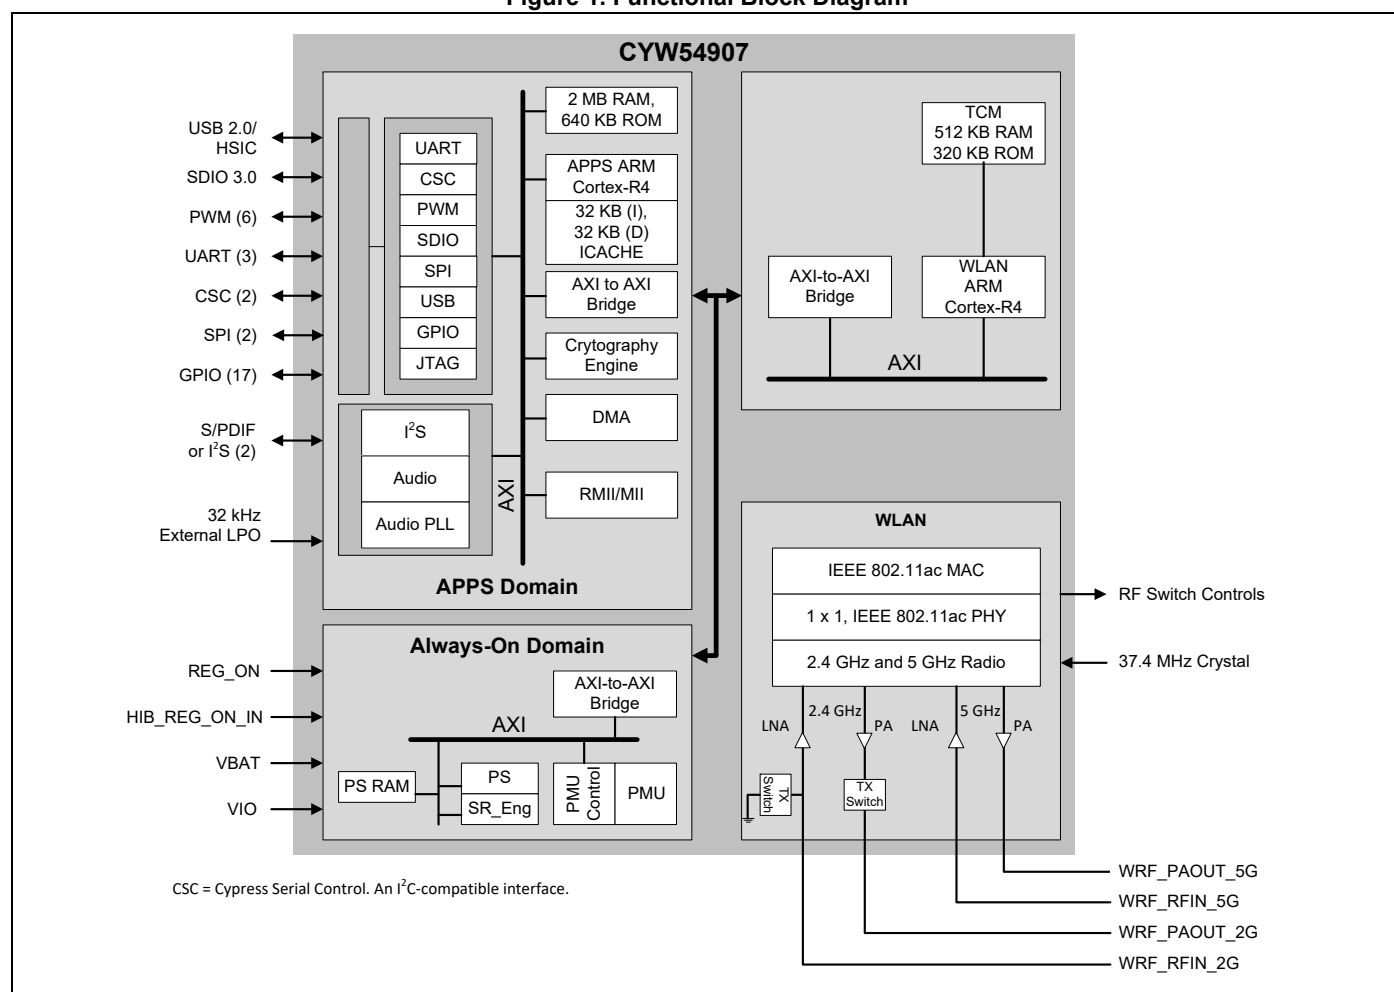 Figure 1. Functional Block Diagram
CYW54907
USB 2.0/
HSIC
SDIO 3.0
PWM (6)
UART (3)
CSC (2)
SPI (2)
GPIO (17)
S/PDIF
or I²S (2)
32 kHz
External LPO
UART
CSC
PWM
SDIO
SPI
USB
GPIO
JTAG
I²S
Audio
Audio PLL
AXI
2 MB RAM,
640 KB ROM
APPS ARM
Cortex-R4
32 KB (I),
32 KB (D)
ICACHE
AXI to AXI
Bridge
Crytography
Engine
DMA
RMII/MII
APPS Domain
TCM
512 KB RAM
320 KB ROM
AXI-to-AXI
Bridge
WLAN
ARM
Cortex-R4
AXI
REG_ON
HIB_REG_ON_IN
VBAT
VIO
Always-On Domain
AXI-to-AXI
Bridge
AXI
PS RAM
PS
SR_Eng
PMU
Control
PMU
WLAN
IEEE 802.11ac MAC
1 x 1, IEEE 802.11ac PHY
2.4 GHz and 5 GHz Radio
LNA
2.4 GHz
PA
LNA
5 GHz
PA
TX
Switch
TX
Switch
RF Switch Controls
37.4 MHz Crystal
WRF_PAOUT_5G
WRF_RFIN_5G
WRF_PAOUT_2G
WRF_RFIN_2G
CSC = Cypress Serial Control. An I²C-compatible interface.